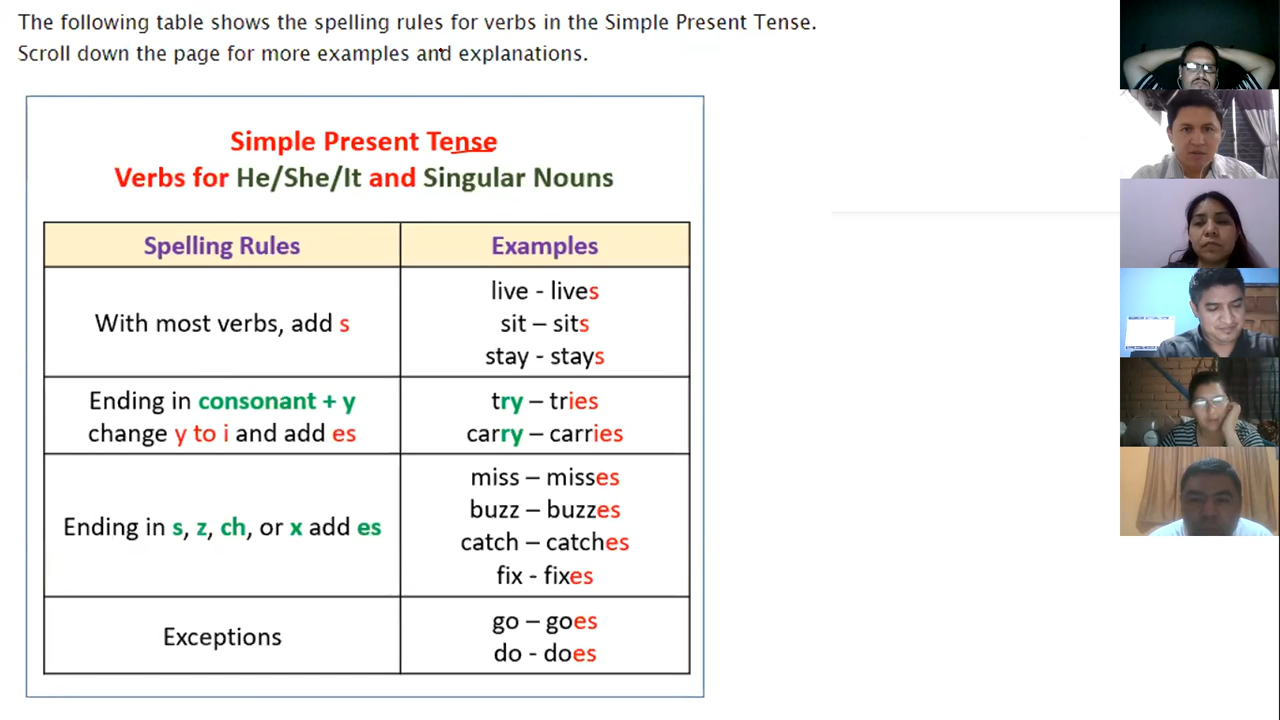 The following table shows the spelling rules for verbs in the Simple Present Tense.
Scroll down the page for more examples and explanations.
Simple Present Tense
Verbs for He/She/It and Singular Nouns
Spelling Rules Examples
With most verbs, add s
live - lives
sit – sits
stay - stays
Ending in consonant + y
change y to i and add es
try – tries
carry – carries
Ending in s, z, ch, or x add es
miss – misses
buzz – buzzes
catch – catches
fix - fixes
Exceptions
go – goes
do - does